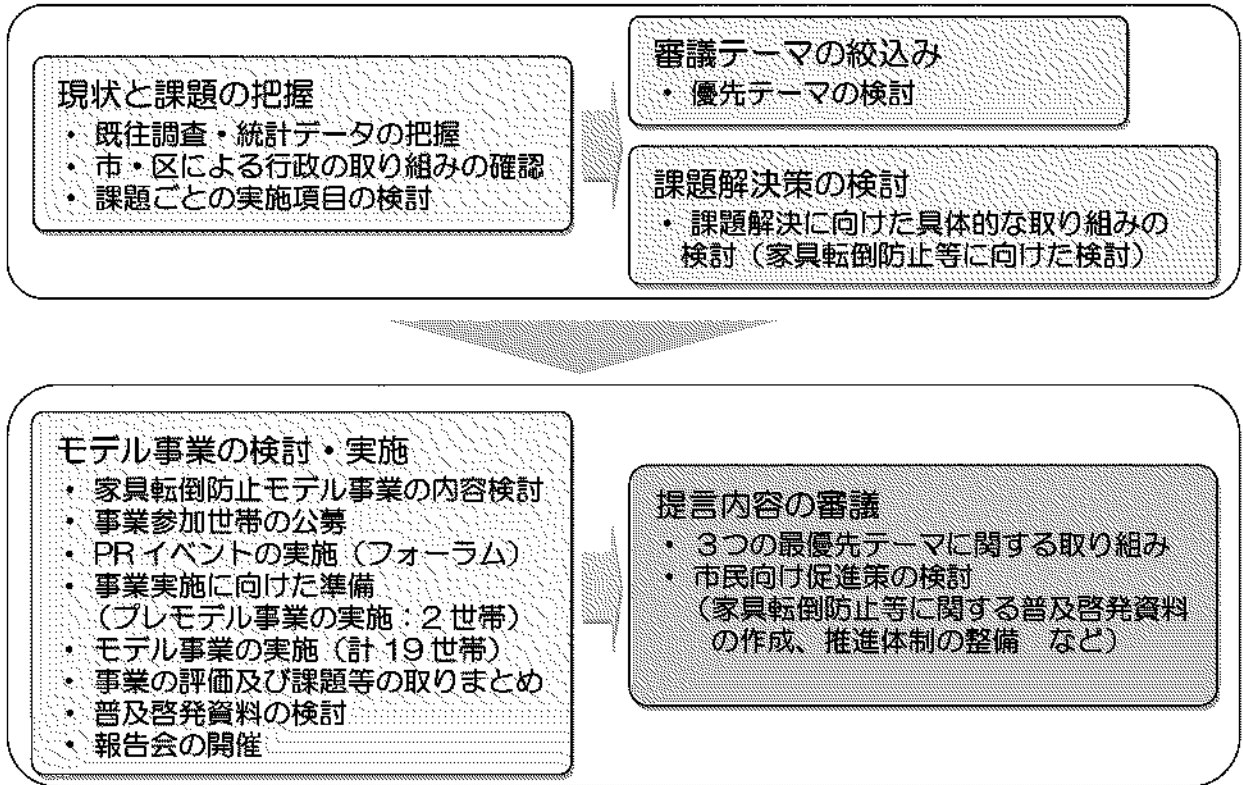 現状と課題の把握
・ 既往調査・統計データの把握
・ 市・区による行政の取り組みの確認
・ 課題ごとの実施項目の検討
審議テーマの絞込み
・ 優先テーマの検討
課題解決策の検討
・ 課題解決に向けた具体的な取り組みの
検討（家具転倒防止等に向けた検討）
モデル事業の検討・実施
・ 家具転倒防止モデル事業の内容検討
・ 事業参加世帯の公募
・ PRイベントの実施（フォーラム）
・ 事業実施に向けた準備
（プレモデル事業の実施：2世帯）
・ モデル事業の実施（計19世帯）
・ 事業の評価及び課題等の取りまとめ
・ 普及啓発資料の検討
・ 報告会の開催
提言内容の審議
・ 3つの最優先テーマに関する取り組み
・ 市民向け促進策の検討
（家具転倒防止等に関する普及啓発資料
の作成、推進体制の整備　など）